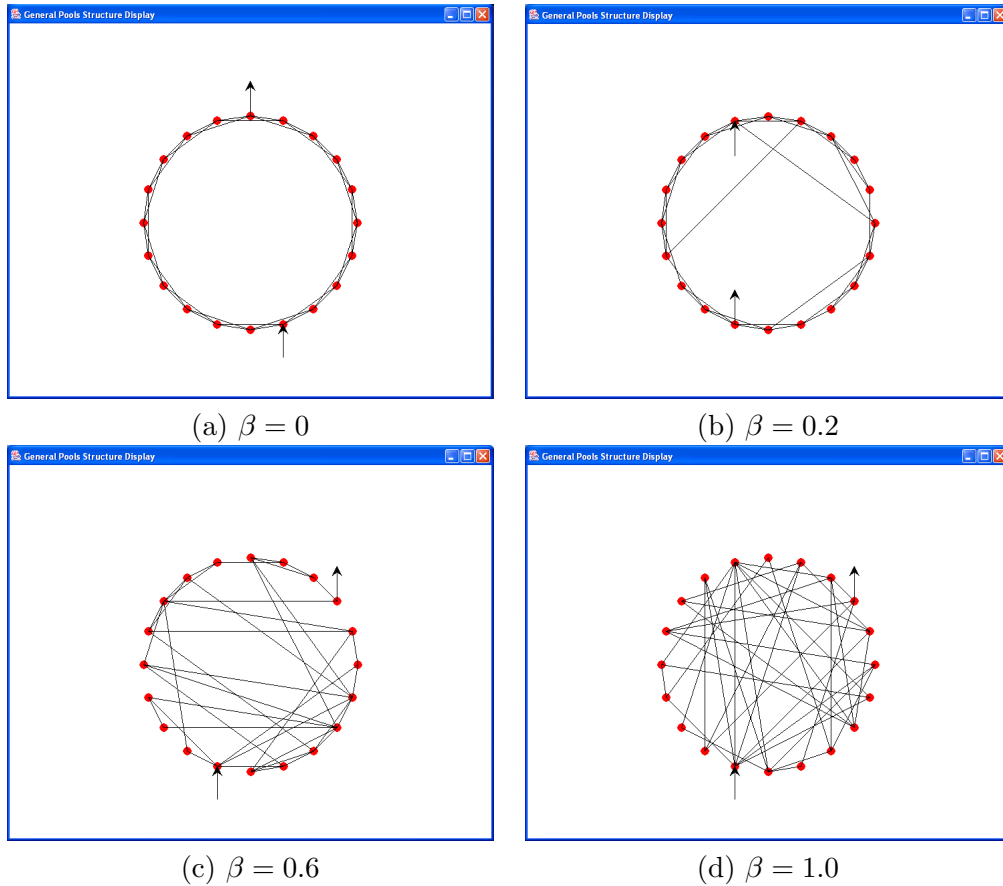 General Pools Structure Display
General Pools Structure Display
(a) β = 0
(b) β = 0.2
General Pools Structure Display
General Pools Structure Display
(c) β = 0.6
(d) β = 1.0